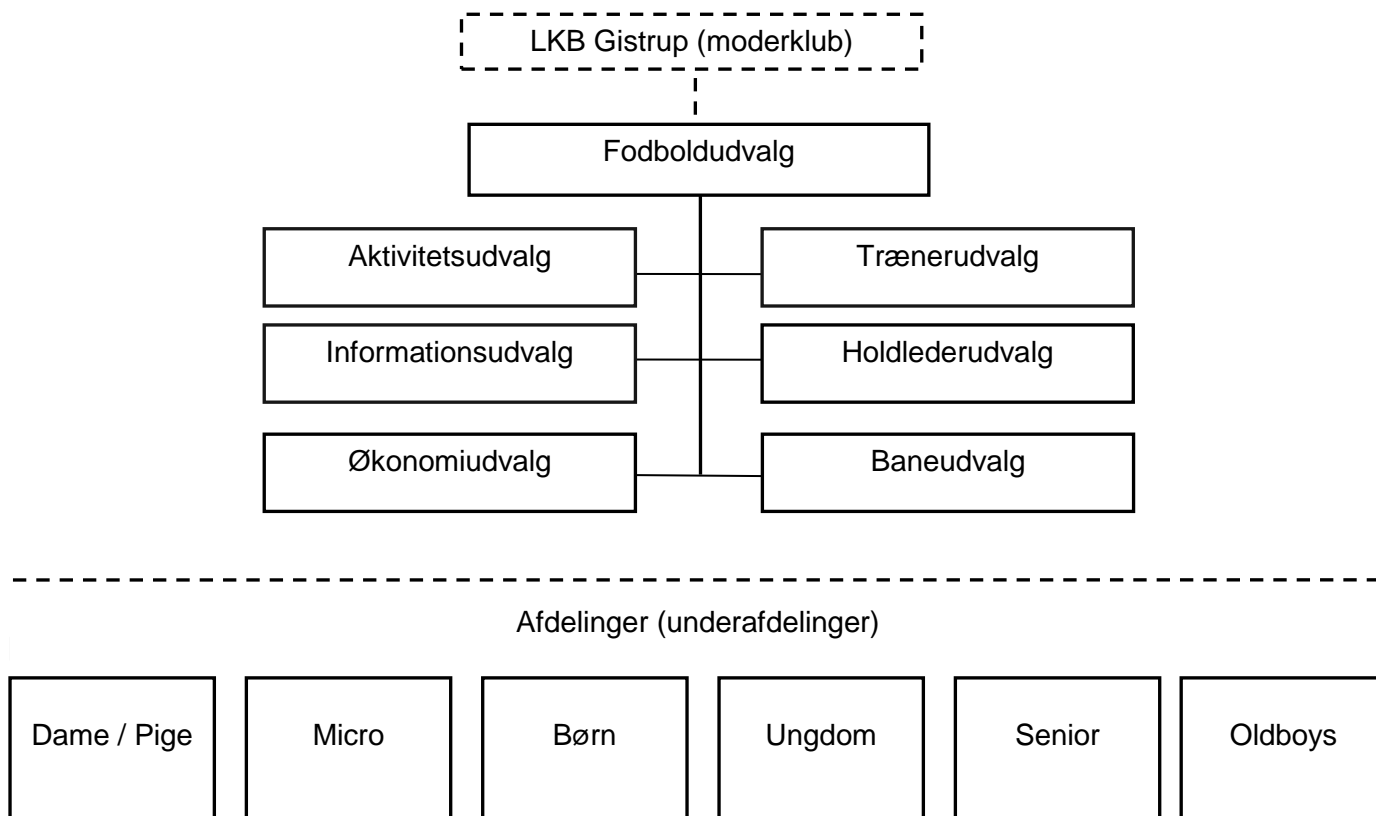 LKB Gistrup (moderklub)
Fodboldudvalg
Aktivitetsudvalg
Trænerudvalg
Informationsudvalg
Holdlederudvalg
Økonomiudvalg
Baneudvalg
Afdelinger (underafdelinger)
Dame / Pige
Micro
Børn
Ungdom
Senior
Oldboys